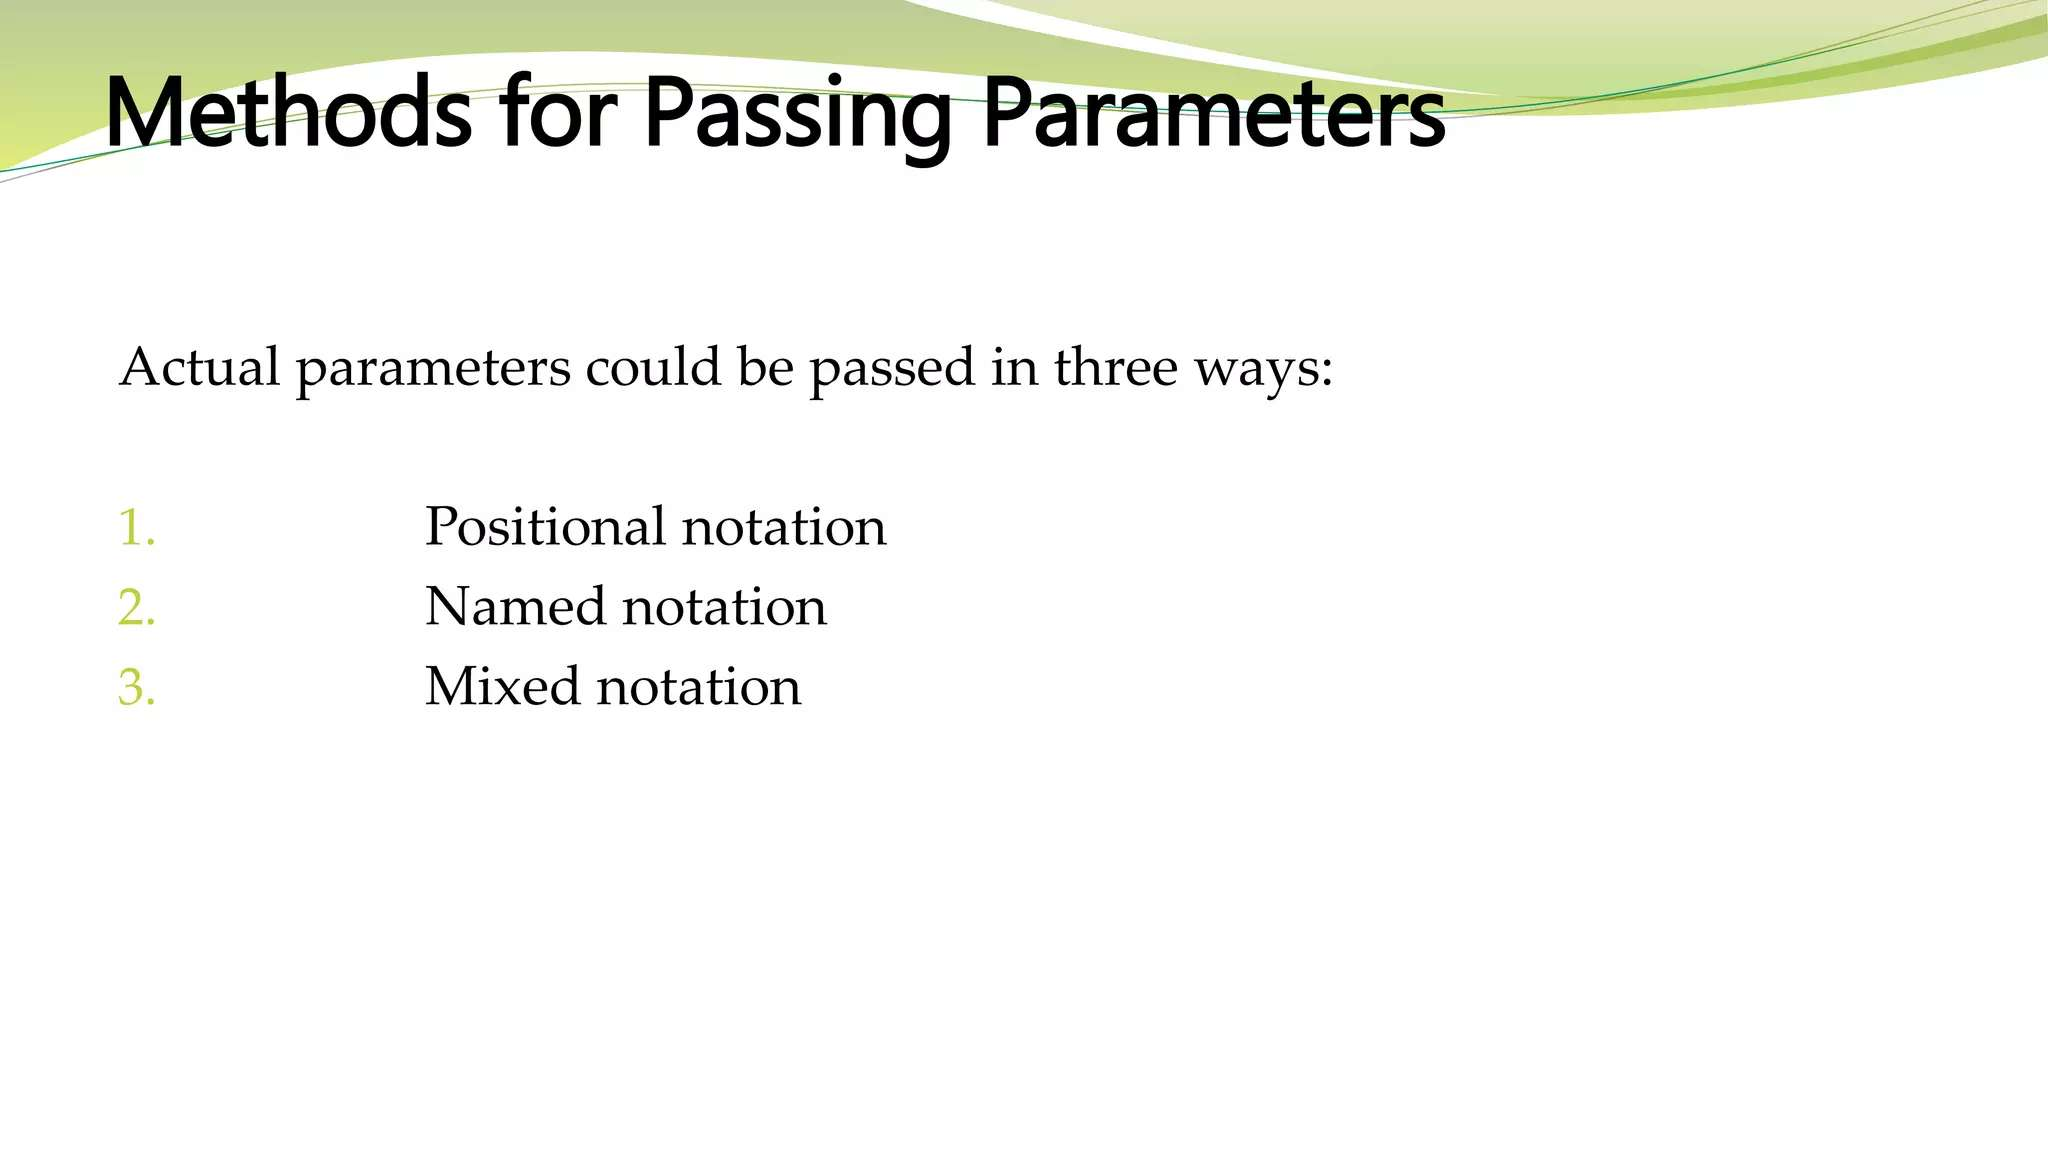 Methods for Passing Parameters
Actual parameters could be passed in three ways:
1. Positional notation
2. Named notation
3. Mixed notation